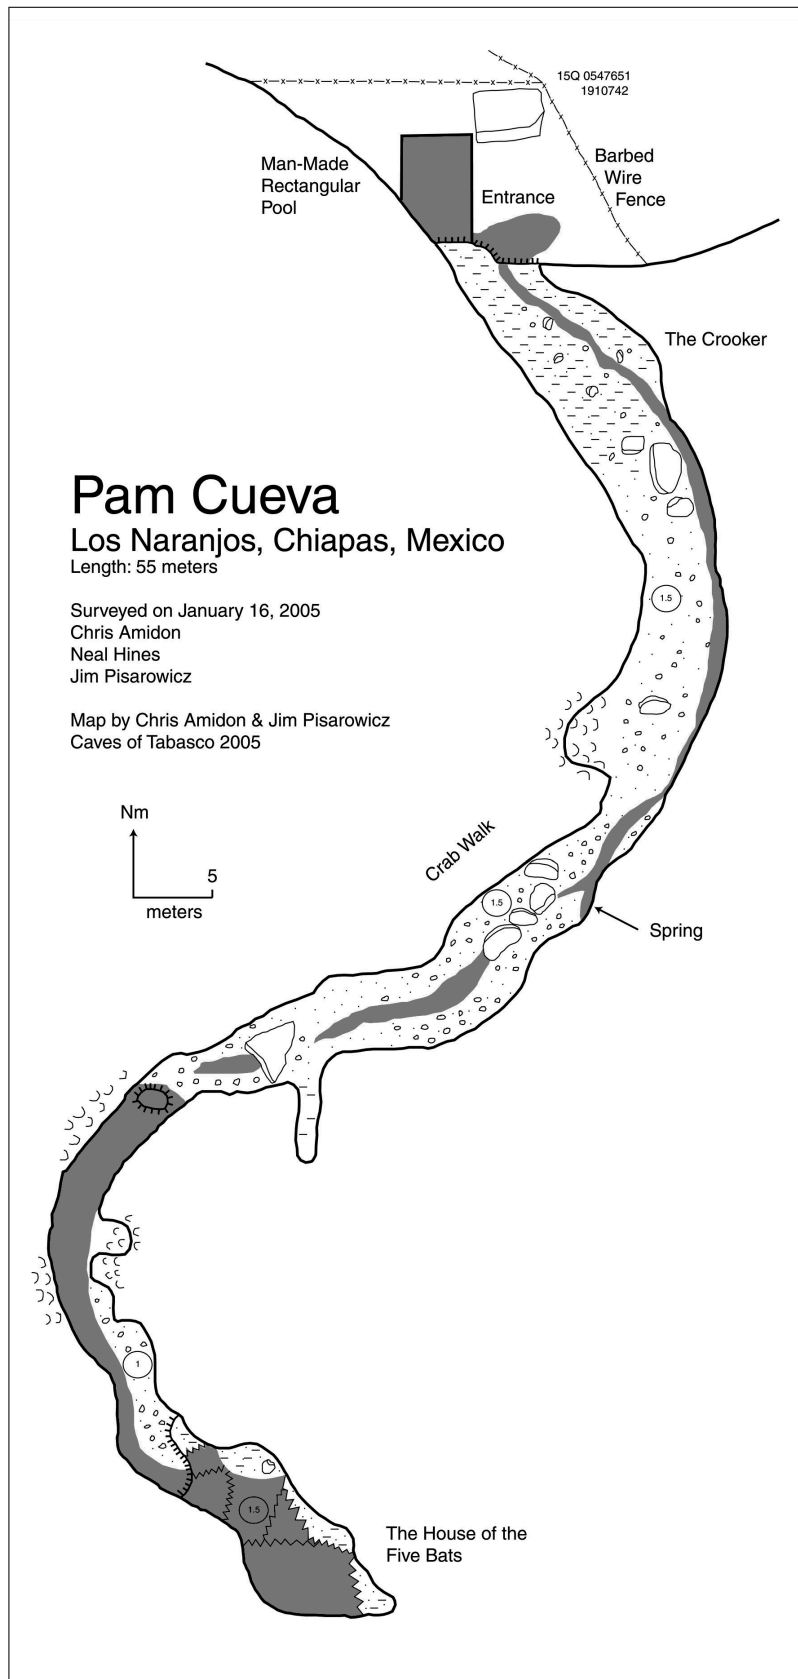 15Q 0547651
1910742
Man-Made
Rectangular
Pool
Entrance
Barbed
Wire
Fence
The Crooker
Pam Cueva
Los Naranjos, Chiapas, Mexico
Length: 55 meters
Surveyed on January 16, 2005
Chris Amidon
Neal Hines
Jim Pisarowicz
Map by Chris Amidon & Jim Pisarowicz
Caves of Tabasco 2005
1.5
Nm
5
meters
Crab Walk
1.5
Spring
1
1.5
The House of the
Five Bats